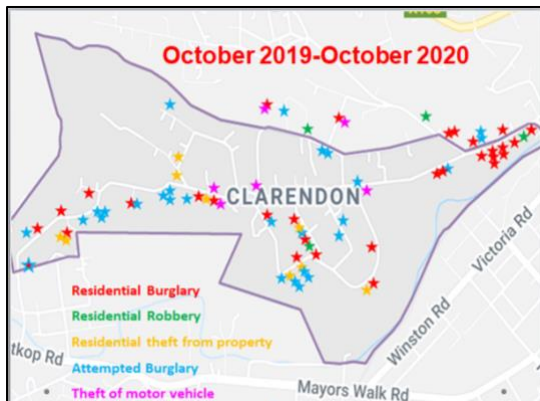 October 2019-October 2020
CLARENDON
Victoria Rd
Residential Burglary
Residential Robbery
Residential theft from property
Winston Rd
Attempted Burglary
otkop Rd
Mayors Walk Rd
Theft of motor vehicle